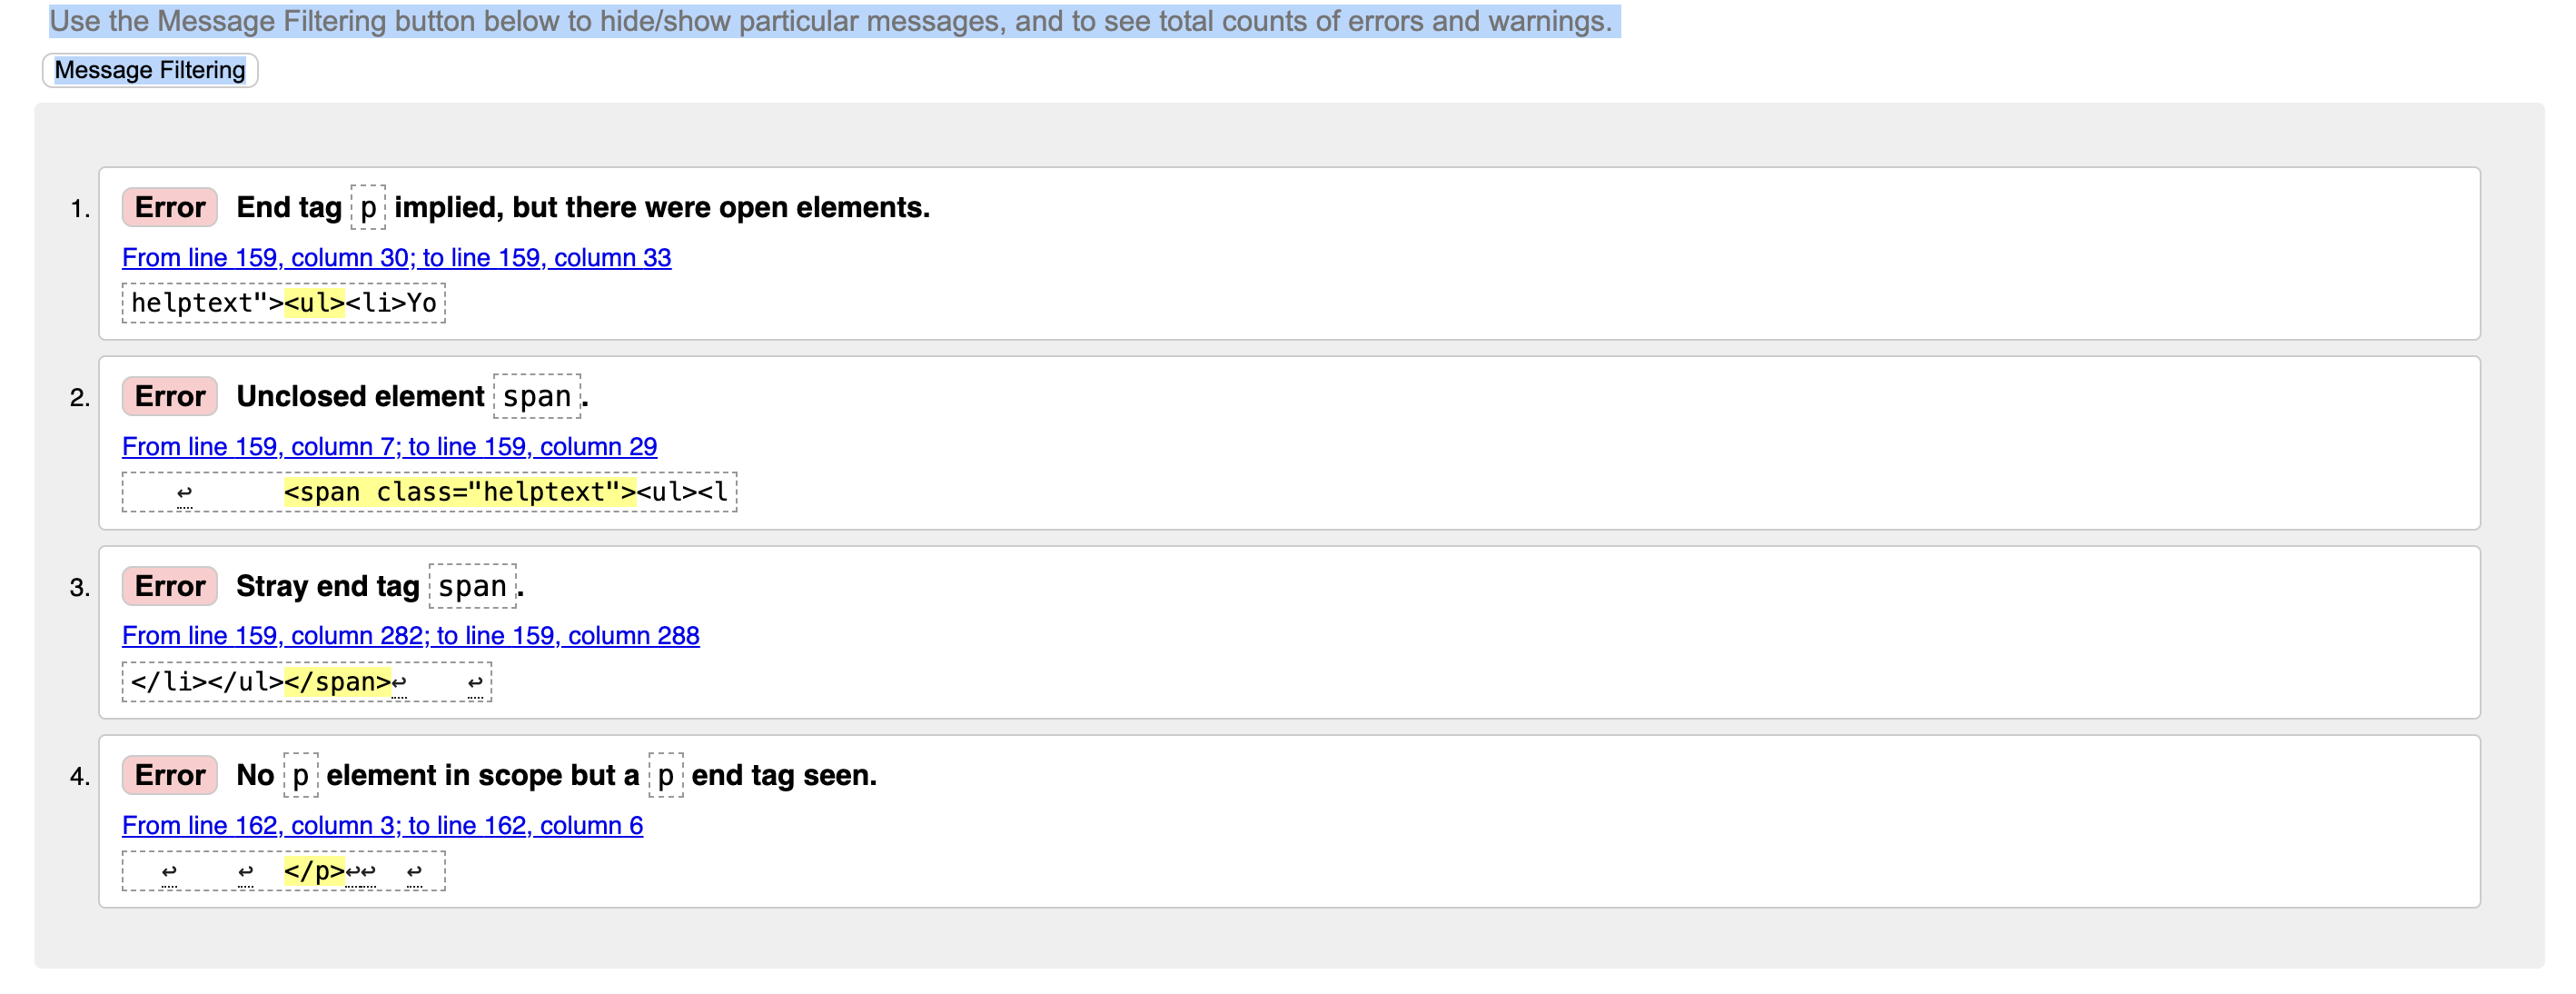 Use the Message Filtering button below to hide/show particular messages, and to see total counts of errors and warnings.
Message Filtering
1. Error End tag p implied, but there were open elements.
From line 159, column 30; to line 159, column 33
helptext"><ul><li>Yo
2. Error Unclosed element span.
From line 159, column 7; to line 159, column 29
↩ <span class="helptext"><ul><l
3. Error Stray end tag span.
From line 159, column 282; to line 159, column 288
</li></ul></span>↩ ↩
4. Error No p element in scope but a p end tag seen.
From line 162, column 3; to line 162, column 6
↩ ↩ </p>↩↩ ↩